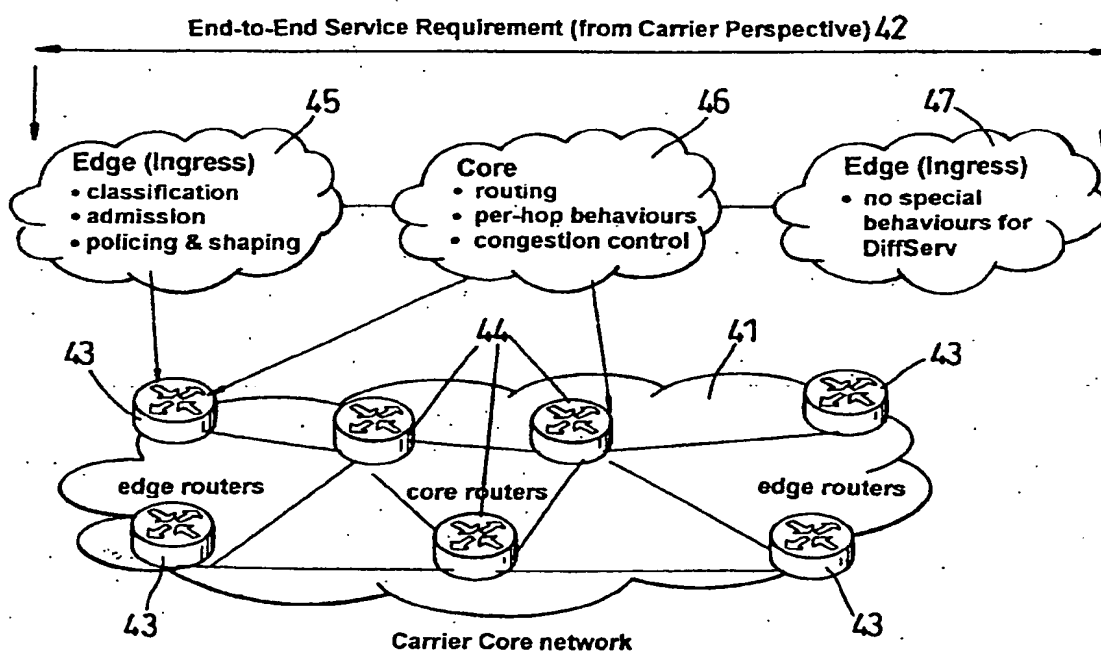 End-to-End Service Requirement (from Carrier Perspective) 42
45
46
47
Edge (Ingress)
• classification
• admission
• policing & shaping
Core
• routing
• per-hop behaviours
• congestion control
Edge (Ingress)
• no special
behaviours for
DiffServ
43
44
41
43
edge routers
core routers
edge routers
43
43
Carrier Core network